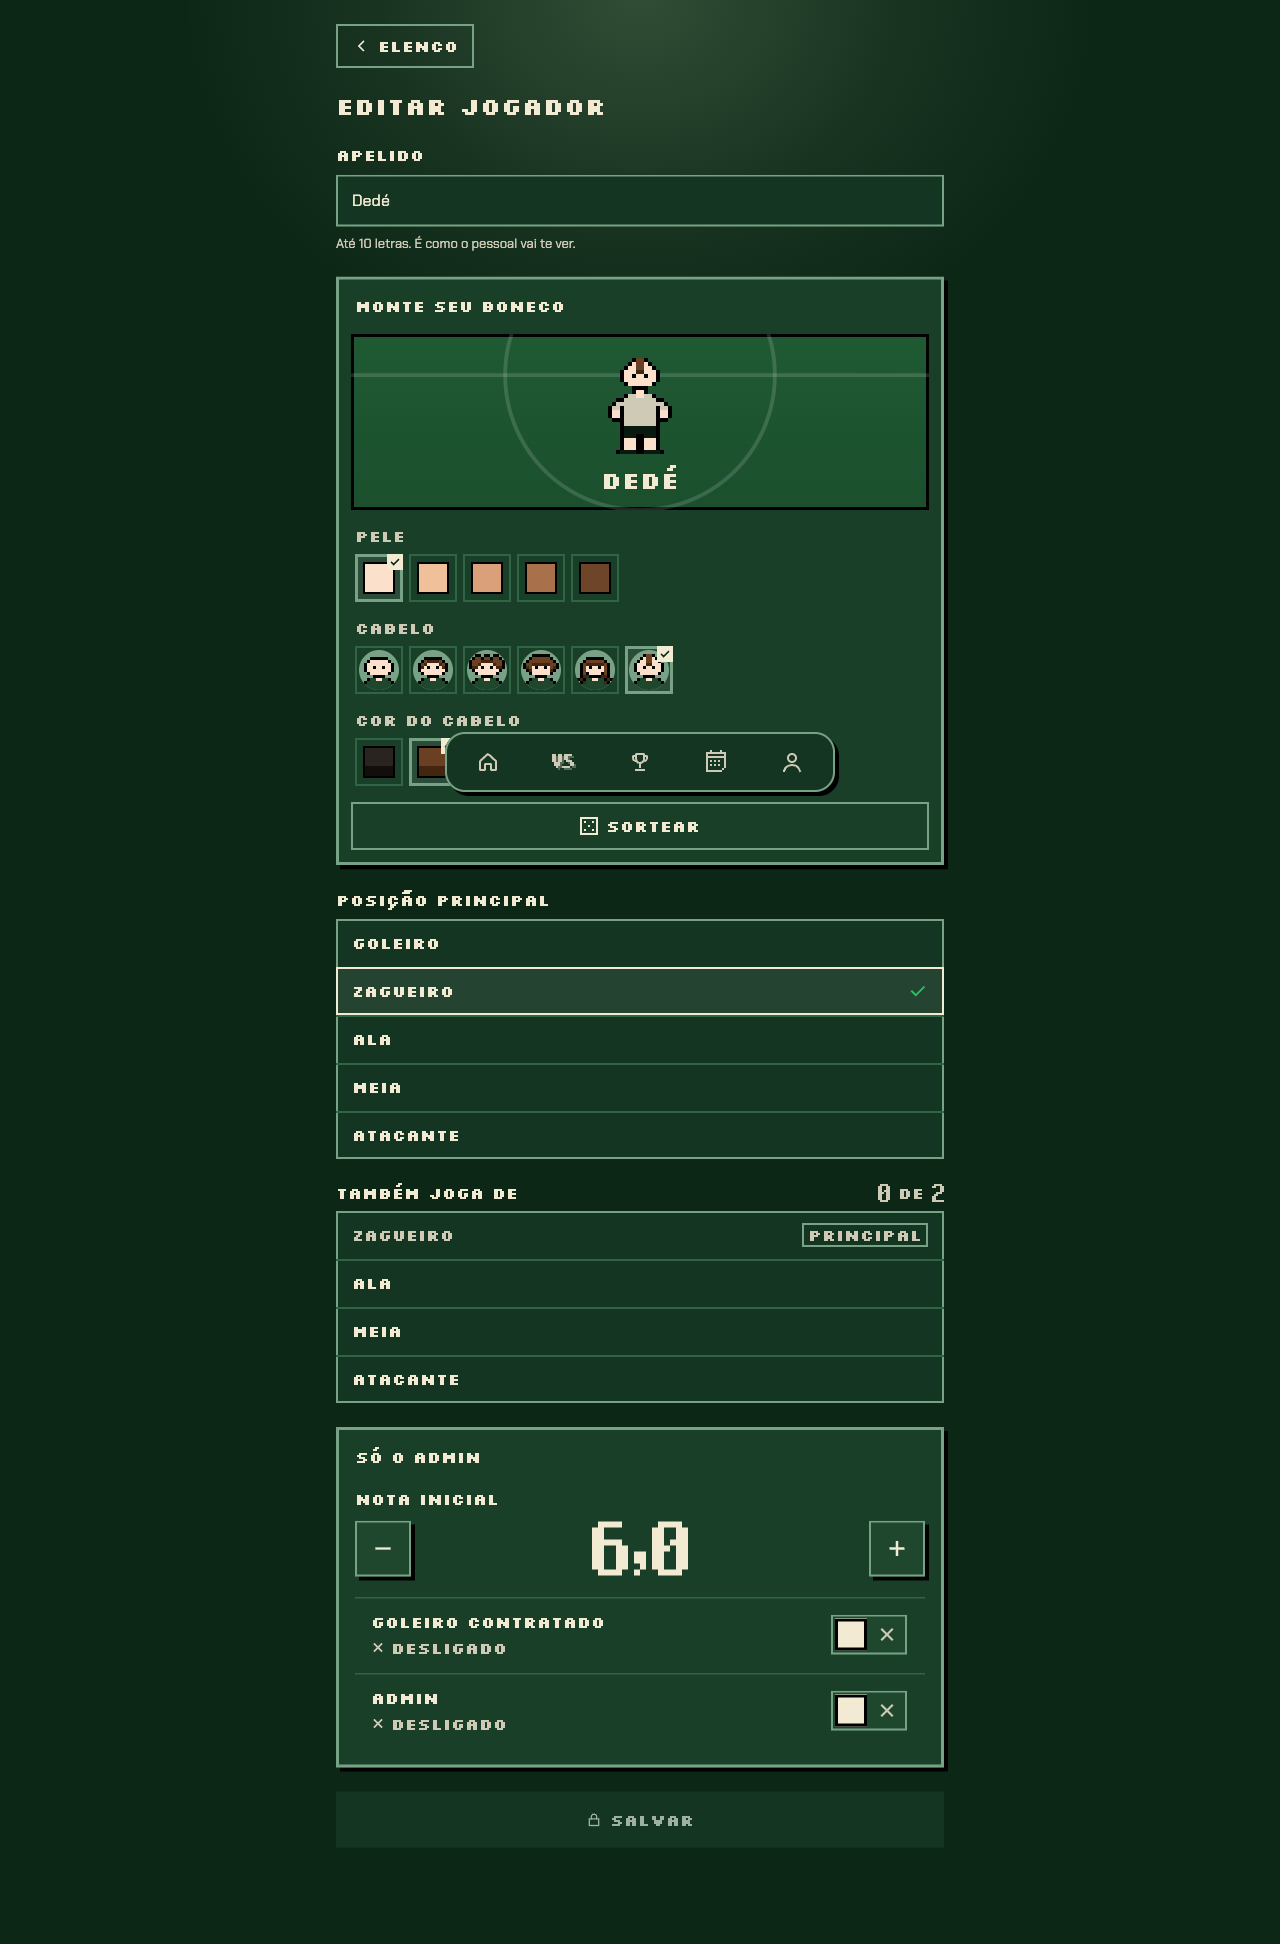 ELENCO
EDITAR JOGADOR
APELIDO
Dedé
Até 10 letras. É como o pessoal vai te ver.
MONTE SEU BONECO
DEDÉ
PELE
CABELO
COR DO CABELO
VS
SORTEAR
POSIÇÃO PRINCIPAL
GOLEIRO
ZAGUEIRO
ALA
MEIA
ATACANTE
TAMBÉM JOGA DE 0 DE 2
ZAGUEIRO PRINCIPAL
ALA
MEIA
ATACANTE
SÓ O ADMIN
NOTA INICIAL
− 6,0 +
GOLEIRO CONTRATADO
× DESLIGADO
ADMIN
× DESLIGADO
SALVAR